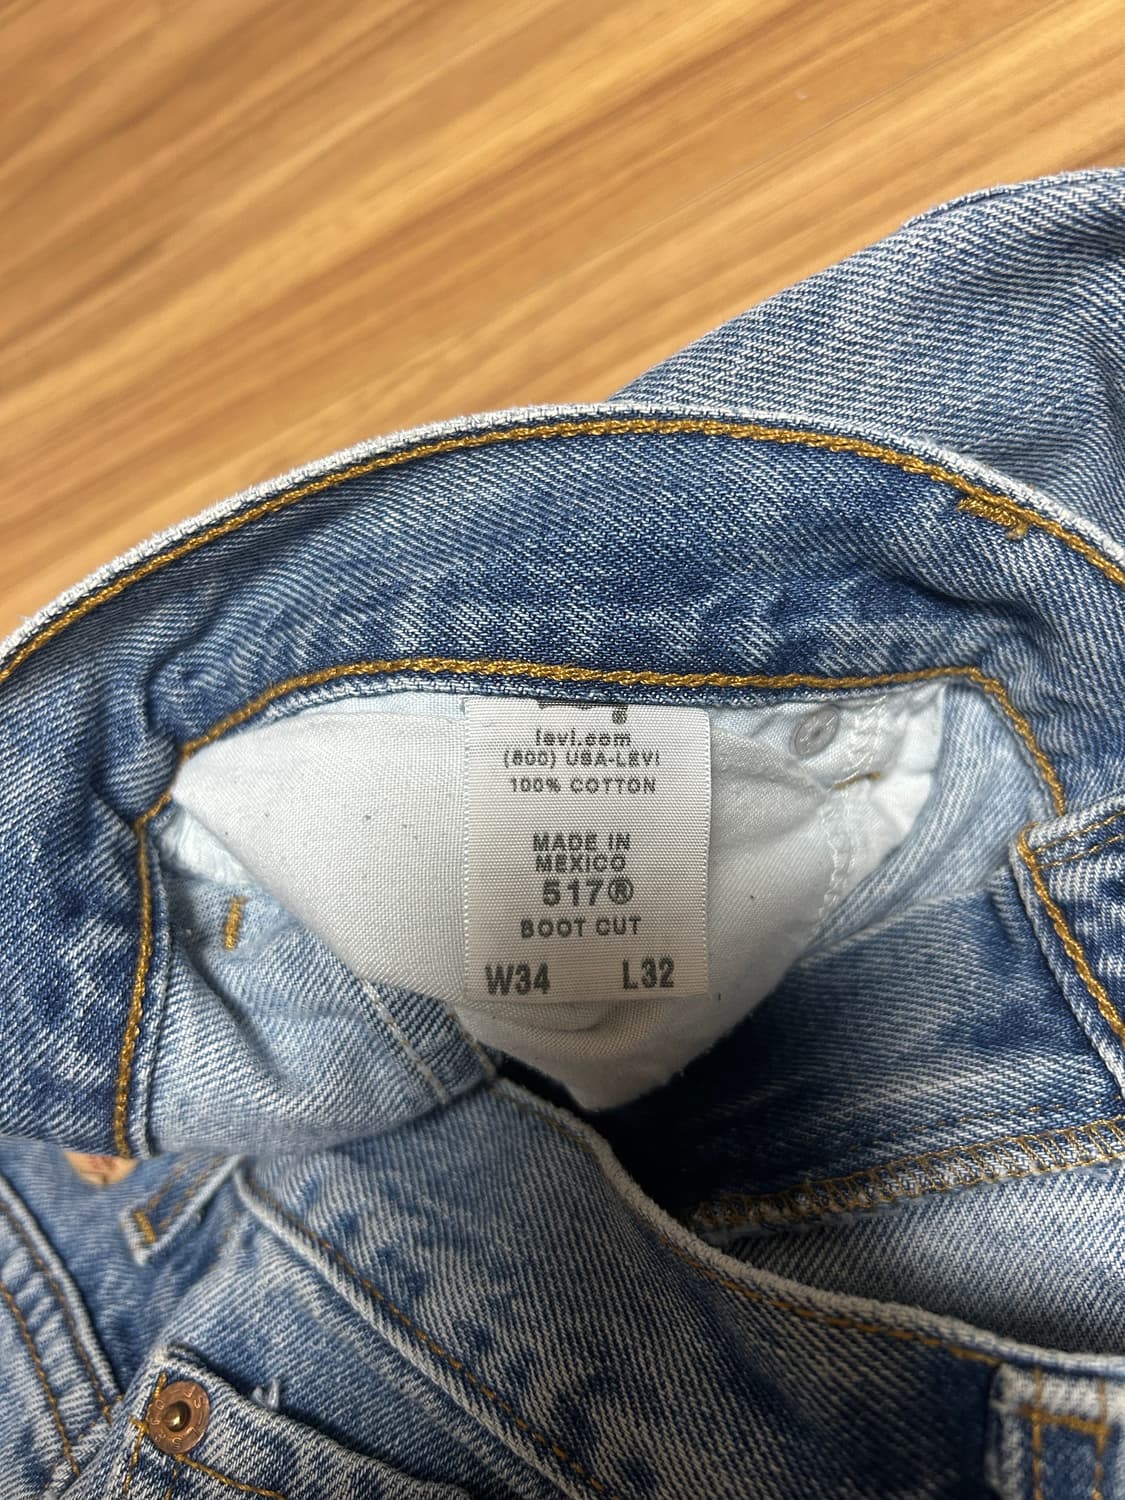 levi.com
(800) USA-LEVI
100% COTTON
MADE IN
MEXICO
517®
BOOT CUT
W34 L32